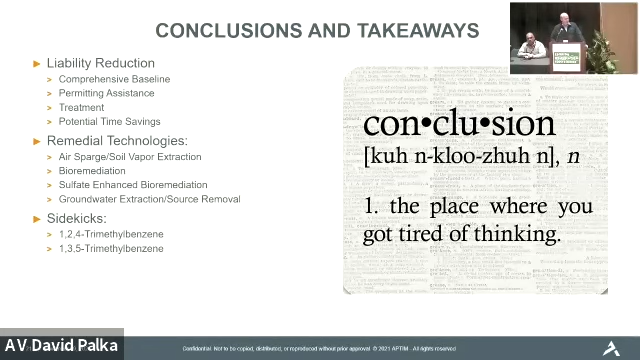 CONCLUSIONS AND TAKEAWAYS
Liability Reduction
Comprehensive Baseline
Permitting Assistance
Treatment
Potential Time Savings
Remedial Technologies:
Air Sparge/Soil Vapor Extraction
Bioremediation
Sulfate Enhanced Bioremediation
Groundwater Extraction/Source Removal
Sidekicks:
1,2,4-Trimethylbenzene
1,3,5-Trimethylbenzene
con•clu•sion
[kuh n-kloo-zhuh n], n
1. the place where you
got tired of thinking.
AV David Palka
Confidential: Not to be copied, distributed, or reproduced without prior approval. © 2021 APTIM - All rights reserved